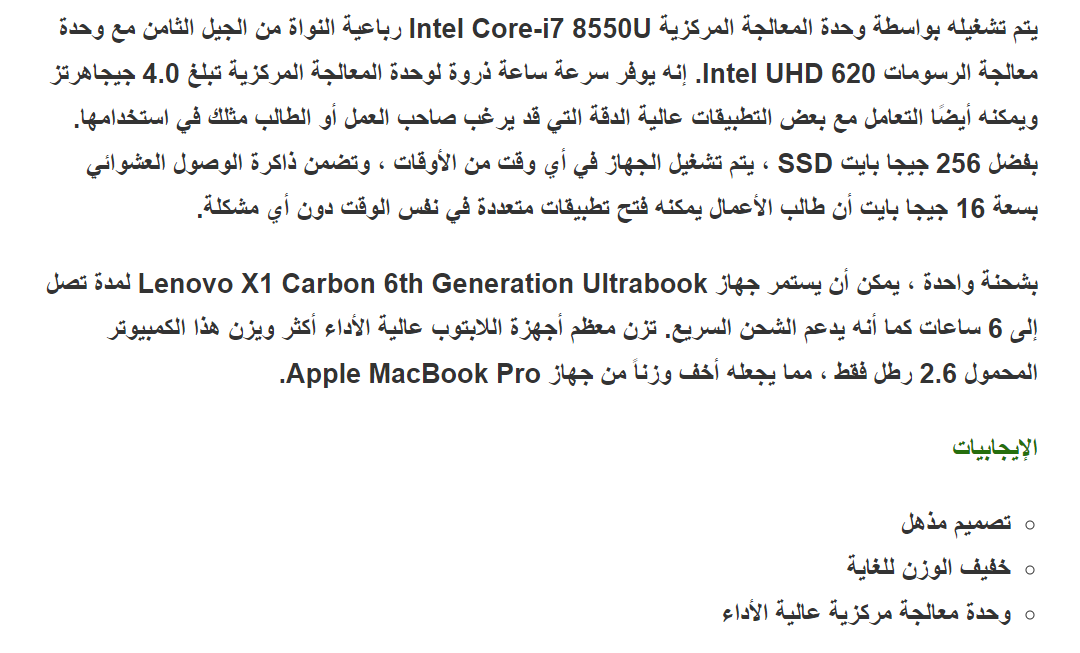 يتم تشغيله بواسطة وحدة المعالجة المركزية Intel Core-i7 8550U رباعية النواة من الجيل الثامن مع وحدة
معالجة الرسومات Intel UHD 620. إنه يوفر سرعة ساعة ذروة لوحدة المعالجة المركزية تبلغ 4.0 جيجاهرتز
ويمكنه أيضًا التعامل مع بعض التطبيقات عالية الدقة التي قد يرغب صاحب العمل أو الطالب مثلك في استخدامها.
بفضل 256 جيجا بايت SSD ، يتم تشغيل الجهاز في أي وقت من الأوقات ، وتضمن ذاكرة الوصول العشوائي
بسعة 16 جيجا بايت أن طالب الأعمال يمكنه فتح تطبيقات متعددة في نفس الوقت دون أي مشكلة.
بشحنة واحدة ، يمكن أن يستمر جهاز Lenovo X1 Carbon 6th Generation Ultrabook لمدة تصل
إلى 6 ساعات كما أنه يدعم الشحن السريع. تزن معظم أجهزة اللابتوب عالية الأداء أكثر ويزن هذا الكمبيوتر
المحمول 2.6 رطل فقط ، مما يجعله أخف وزناً من جهاز Apple MacBook Pro.
الإيجابيات
○ تصميم مذهل
○ خفيف الوزن للغاية
○ وحدة معالجة مركزية عالية الأداء